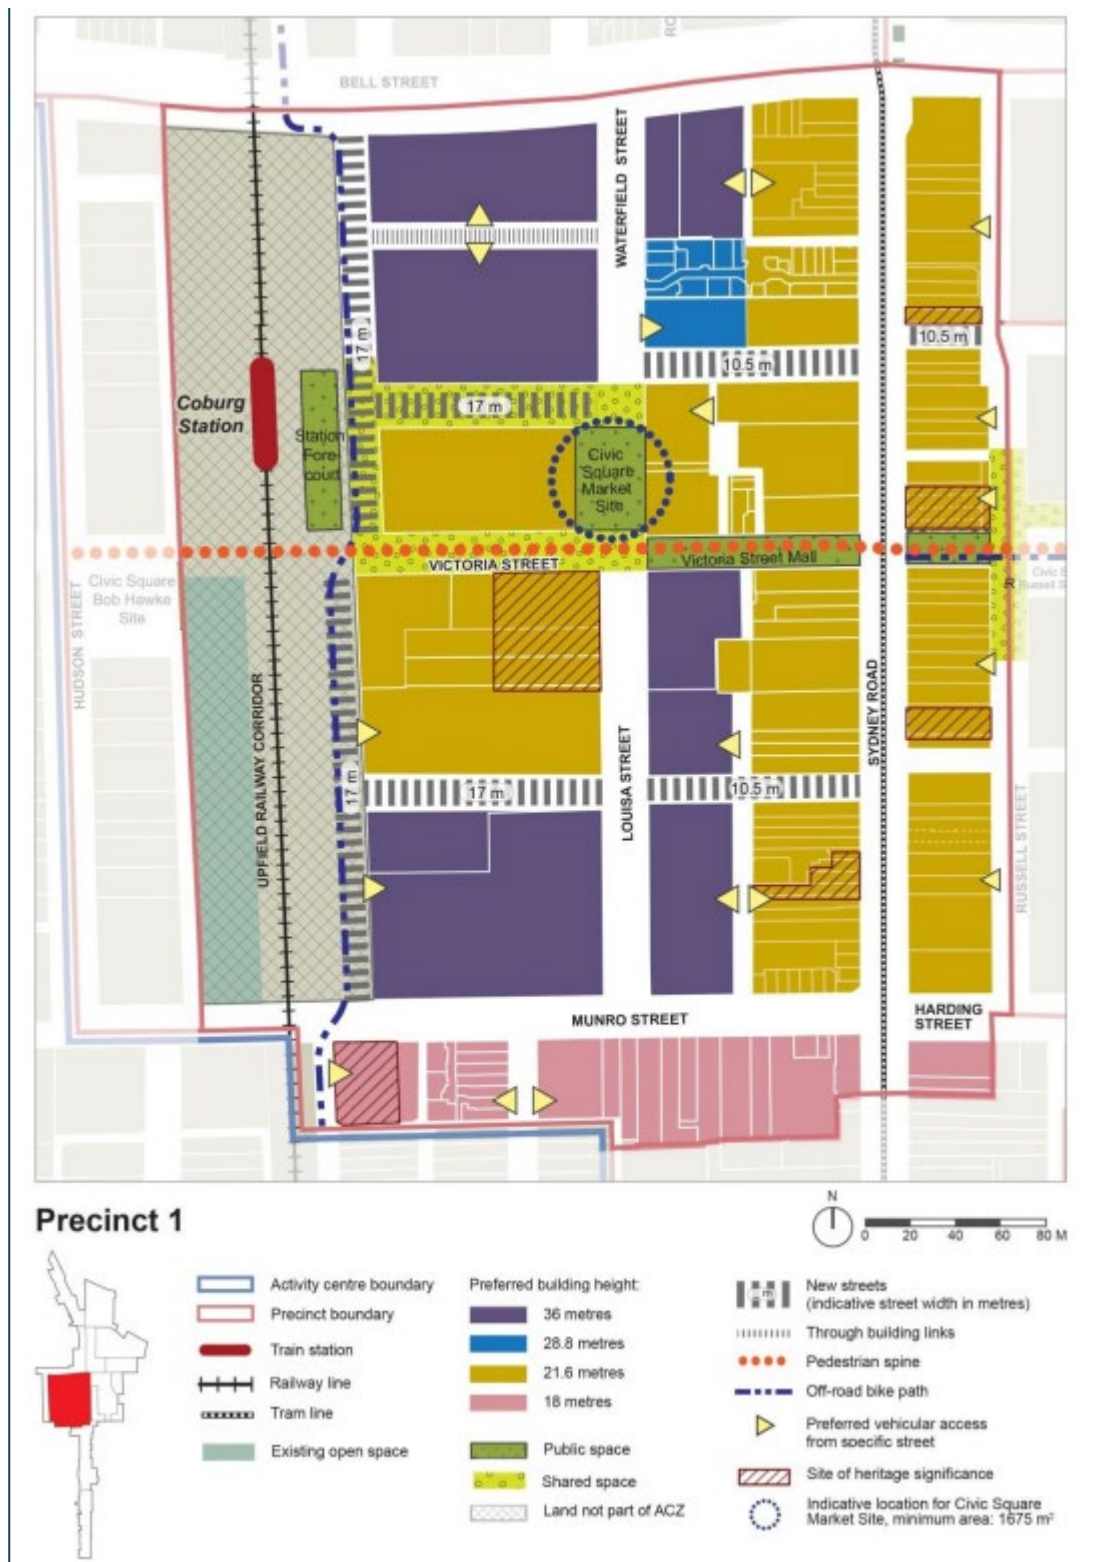 RO
BELL STREET
WATERFIELD STREET
17 m
10.5 m
10.5 m
Coburg
Station
17 m
Station
Fore-
court
Civic
Square
Market
Site
VICTORIA STREET
Victoria Street Mall
Civic Square
Bob Hawke
Site
Civic S
Russell S
R
HUDSON STREET
UPFIELD RAILWAY CORRIDOR
SYDNEY ROAD
17 m
17 m
10.5 m
LOUISA STREET
RUSSELL STREET
MUNRO STREET
HARDING
STREET
Precinct 1
N
0 20 40 60 80 M
Activity centre boundary
Precinct boundary
Train station
Railway line
Tram line
Existing open space
Preferred building height:
36 metres
28.8 metres
21.6 metres
18 metres
Public space
Shared space
Land not part of ACZ
New streets
(indicative street width in metres)
Through building links
Pedestrian spine
Off-road bike path
Preferred vehicular access
from specific street
Site of heritage significance
Indicative location for Civic Square
Market Site, minimum area: 1675 m²